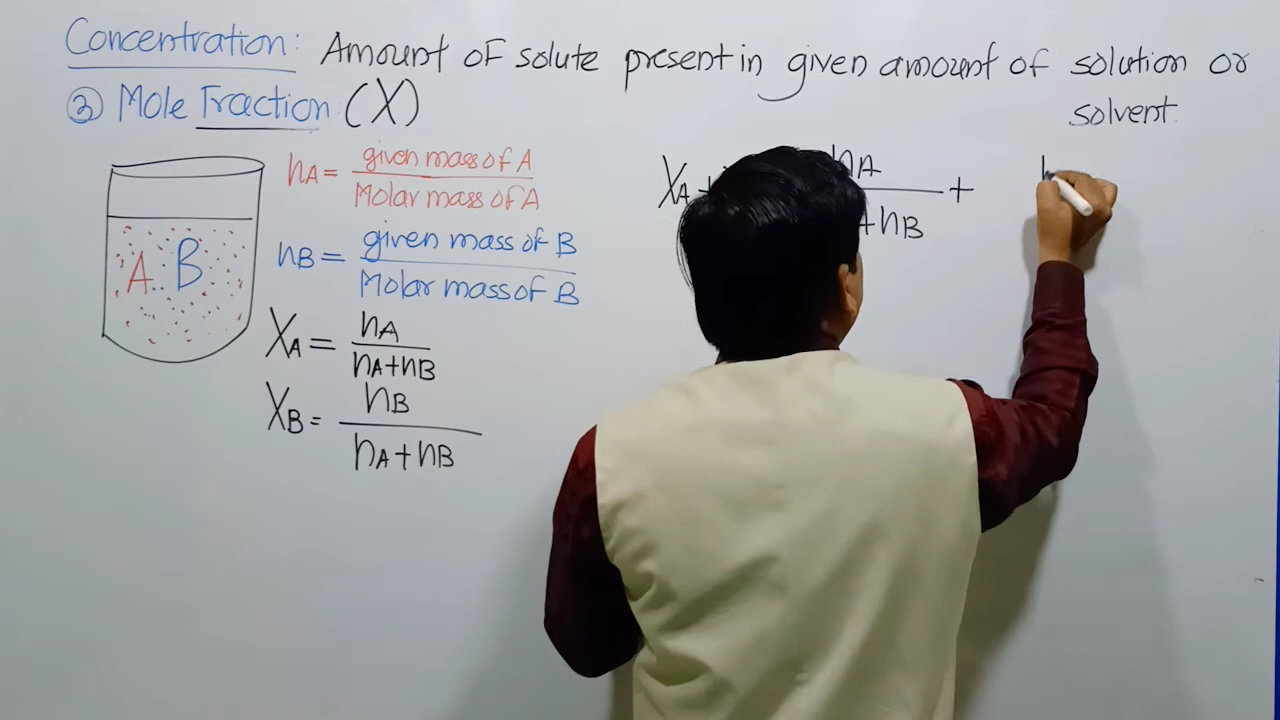 Concentration: Amount of solute present in given amount of solution or
solvent.
③ Mole Fraction (X)
nA = given mass of A
Molar mass of A
nB = given mass of B
Molar mass of B
A B
XA = nA
nA+nB
XB = nB
nA+nB
XA+ nA +
+nB